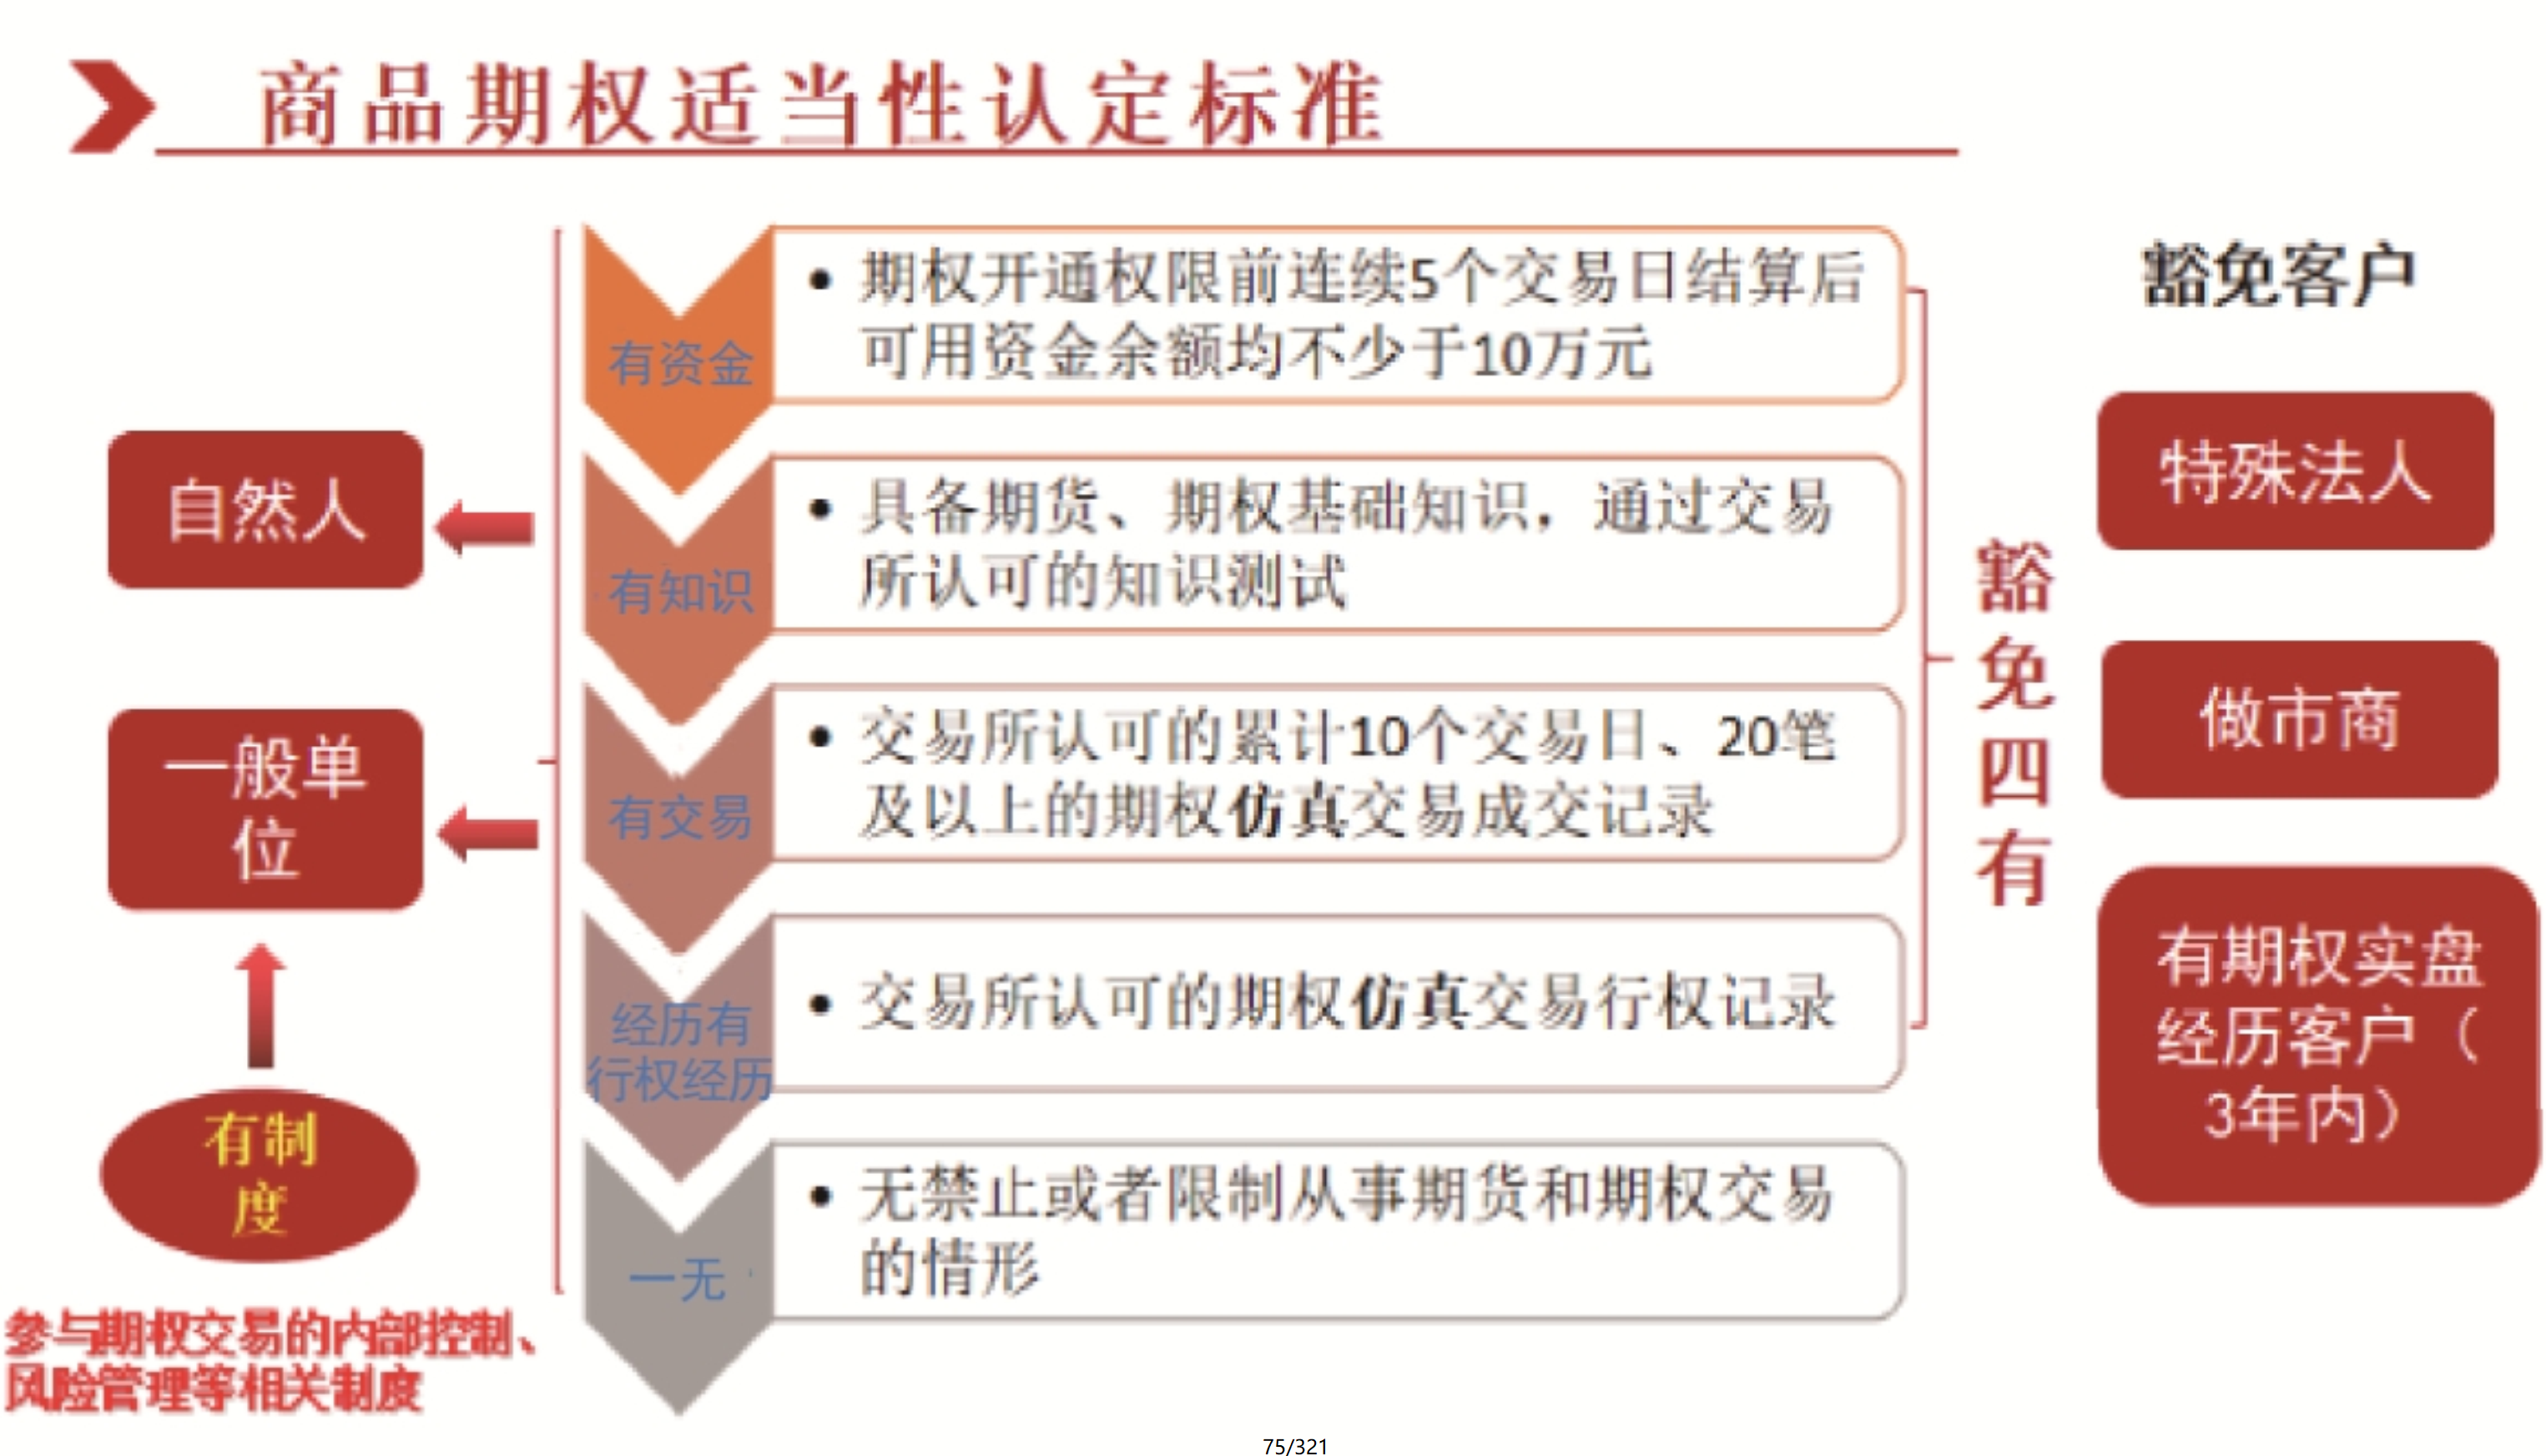 商品期权适当性认定标准
有资金
• 期权开通权限前连续5个交易日结算后
可用资金余额均不少于10万元
有知识
• 具备期货、期权基础知识，通过交易
所认可的知识测试
有交易
• 交易所认可的累计10个交易日、20笔
及以上的期权仿真交易成交记录
经历有
行权经历
• 交易所认可的期权仿真交易行权记录
一无
• 无禁止或者限制从事期货和期权交易
的情形
自然人
一般单
位
有制
度
参与期权交易的内部控制、
风险管理等相关制度
豁
免
四
有
豁免客户
特殊法人
做市商
有期权实盘
经历客户（
3年内）
75/321